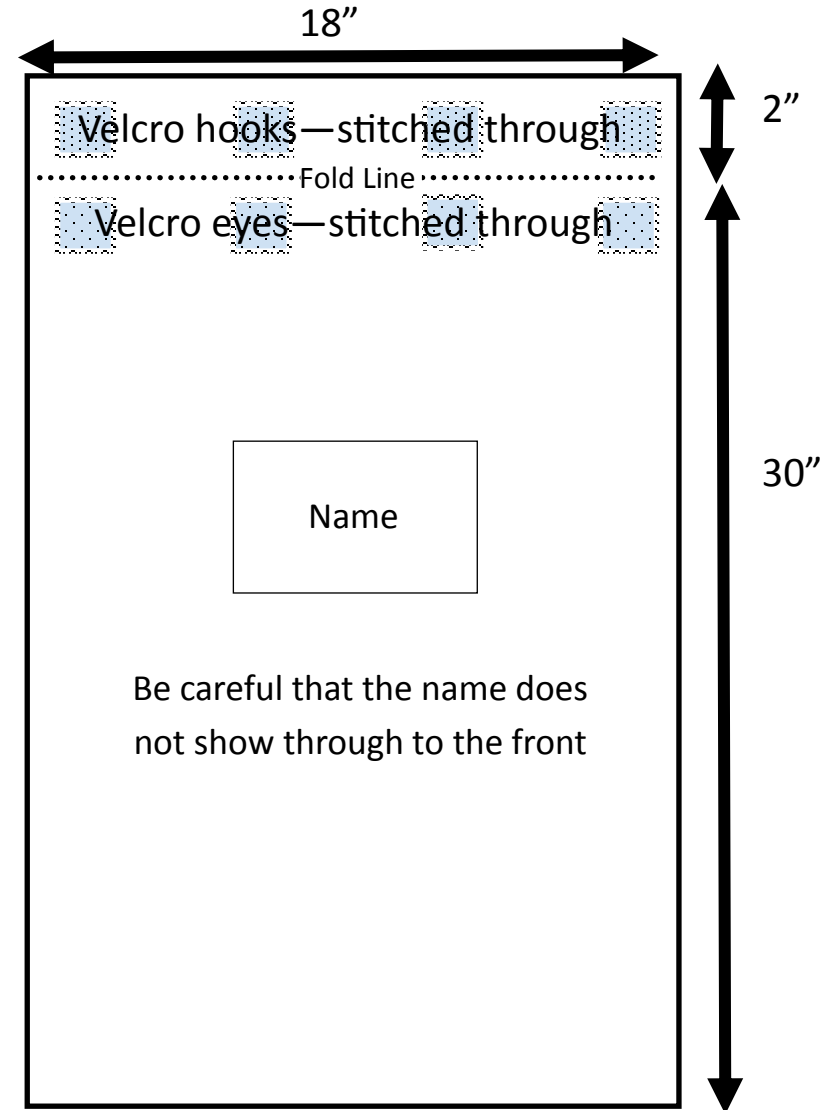 18”
2”
Velcro hooks—stitched through
Fold Line
Velcro eyes—stitched through
30”
Name
Be careful that the name does
not show through to the front